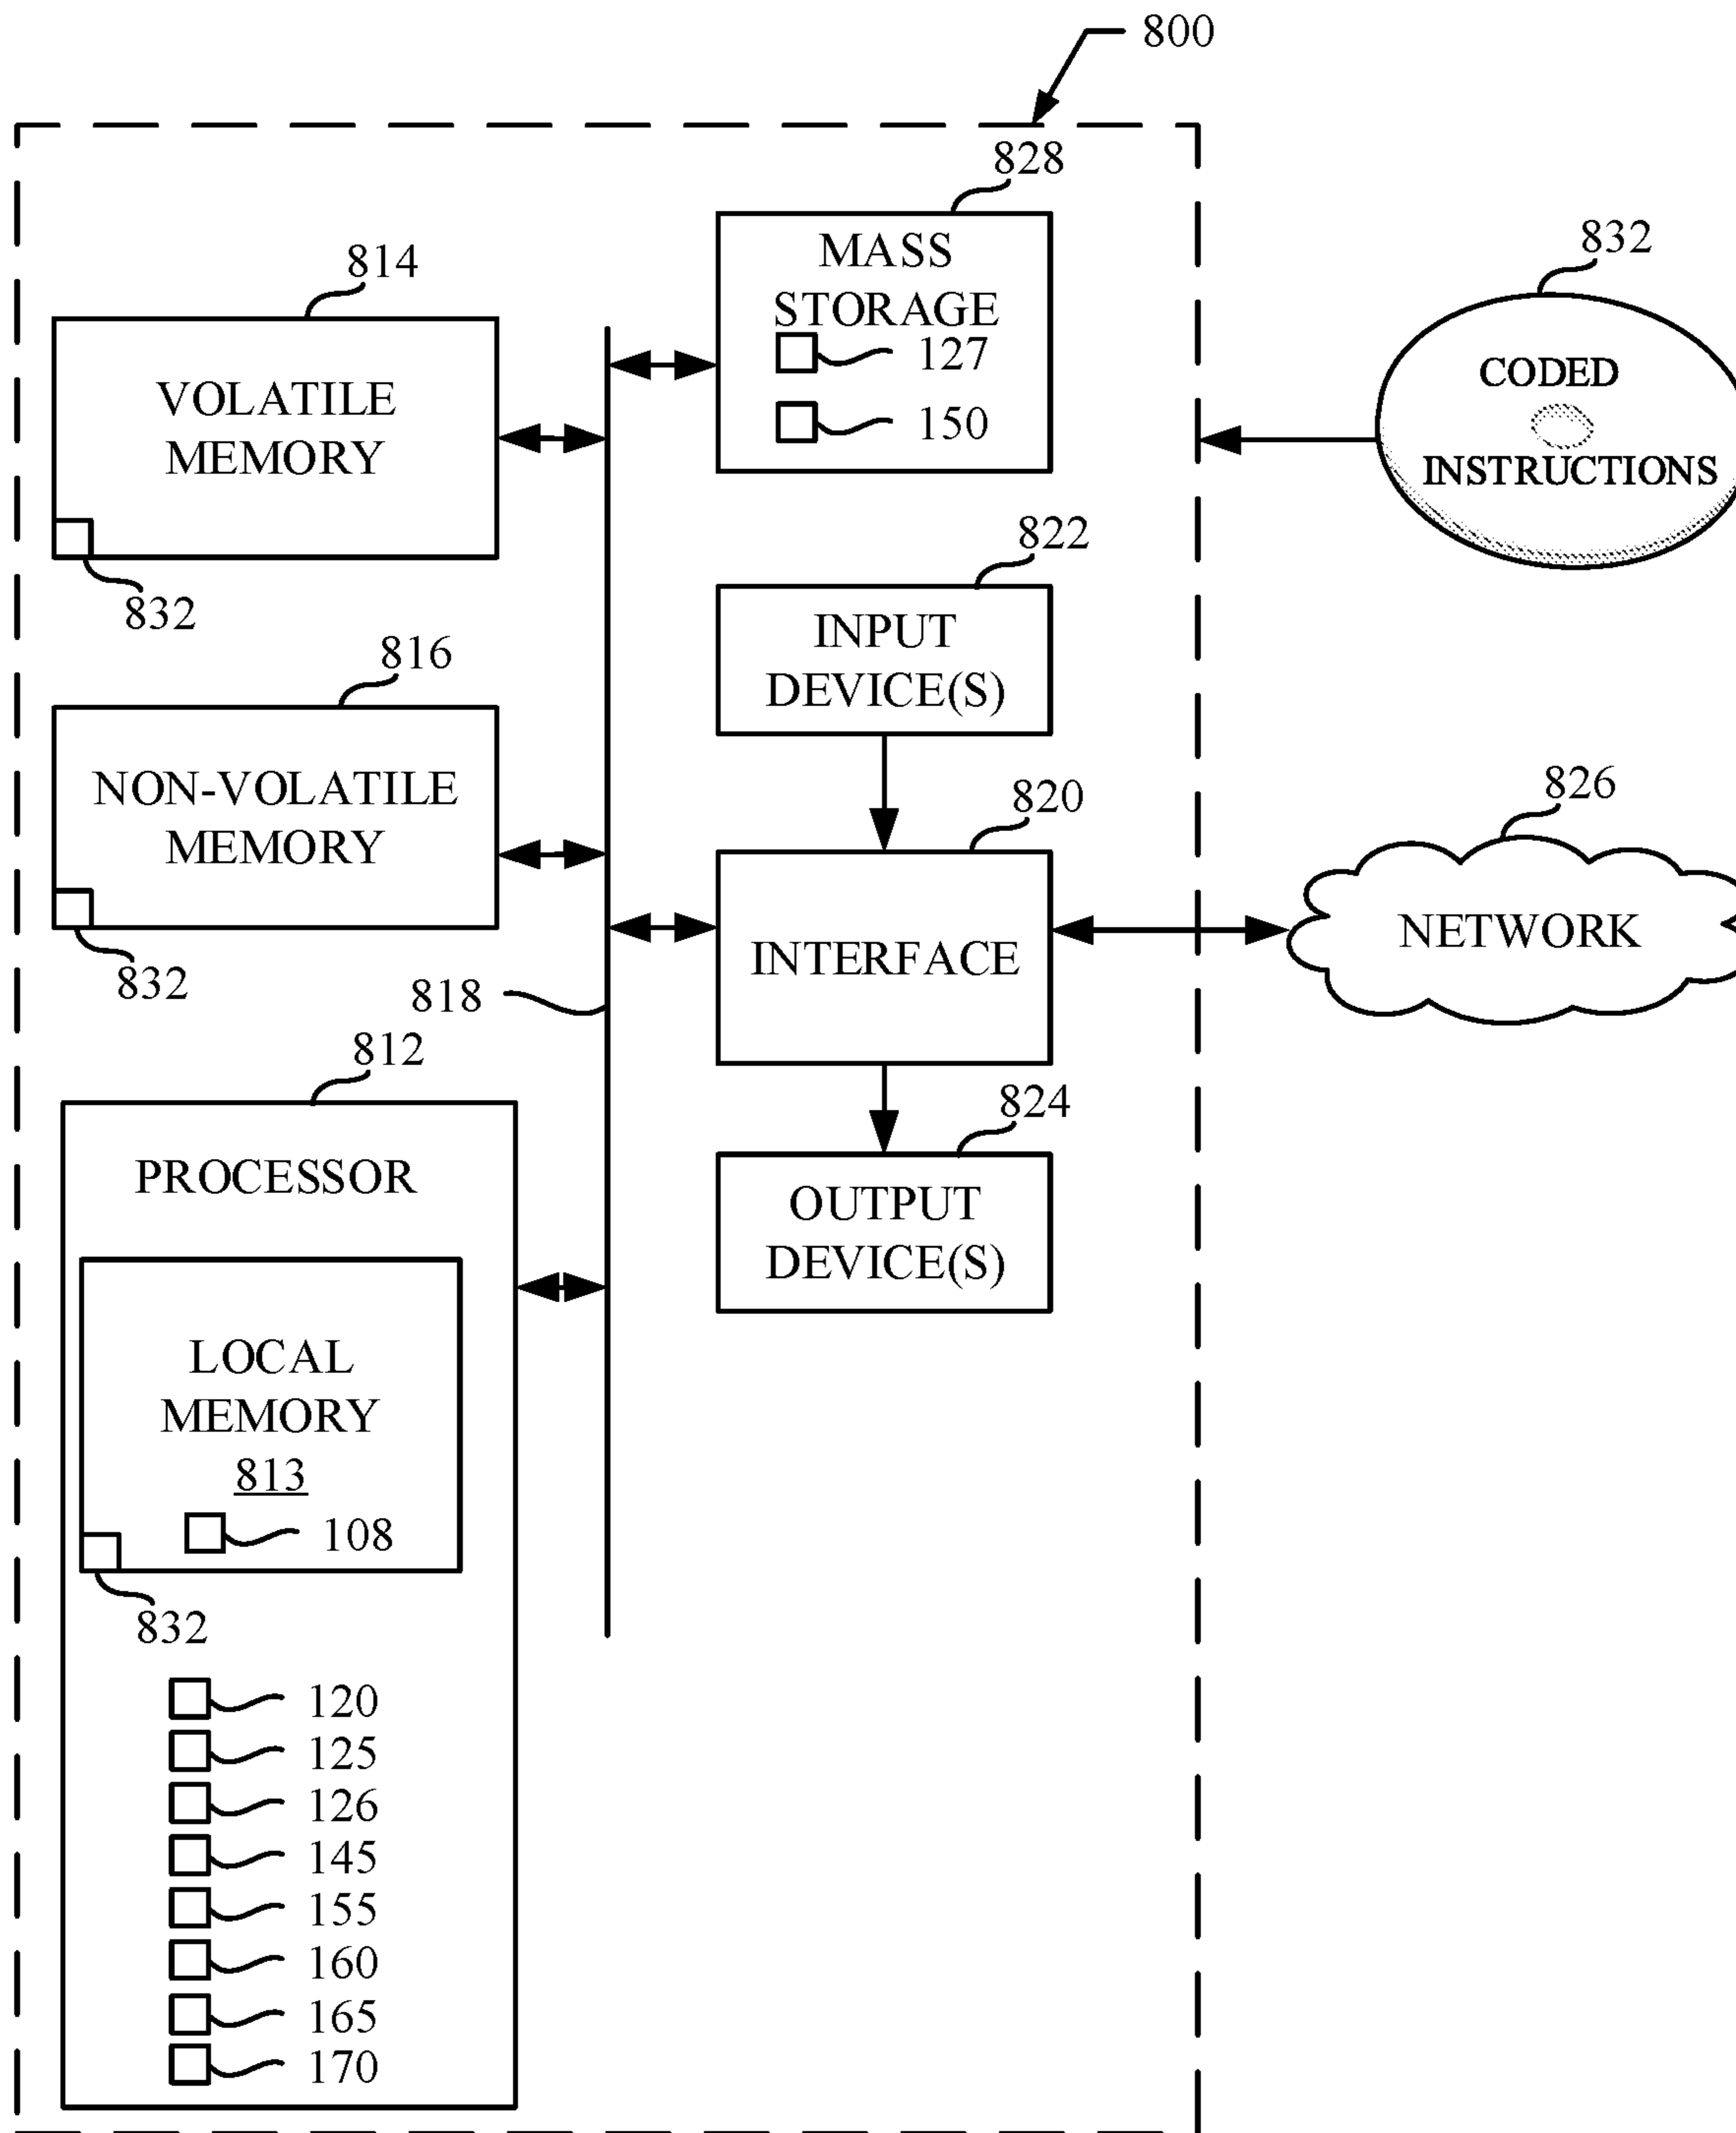 800
828
MASS
STORAGE
127
150
814
VOLATILE
MEMORY
832
832
CODED
INSTRUCTIONS
822
INPUT
DEVICE(S)
816
NON-VOLATILE
MEMORY
832
818
820
INTERFACE
826
NETWORK
812
PROCESSOR
LOCAL
MEMORY
813
108
832
824
OUTPUT
DEVICE(S)
120
125
126
145
155
160
165
170